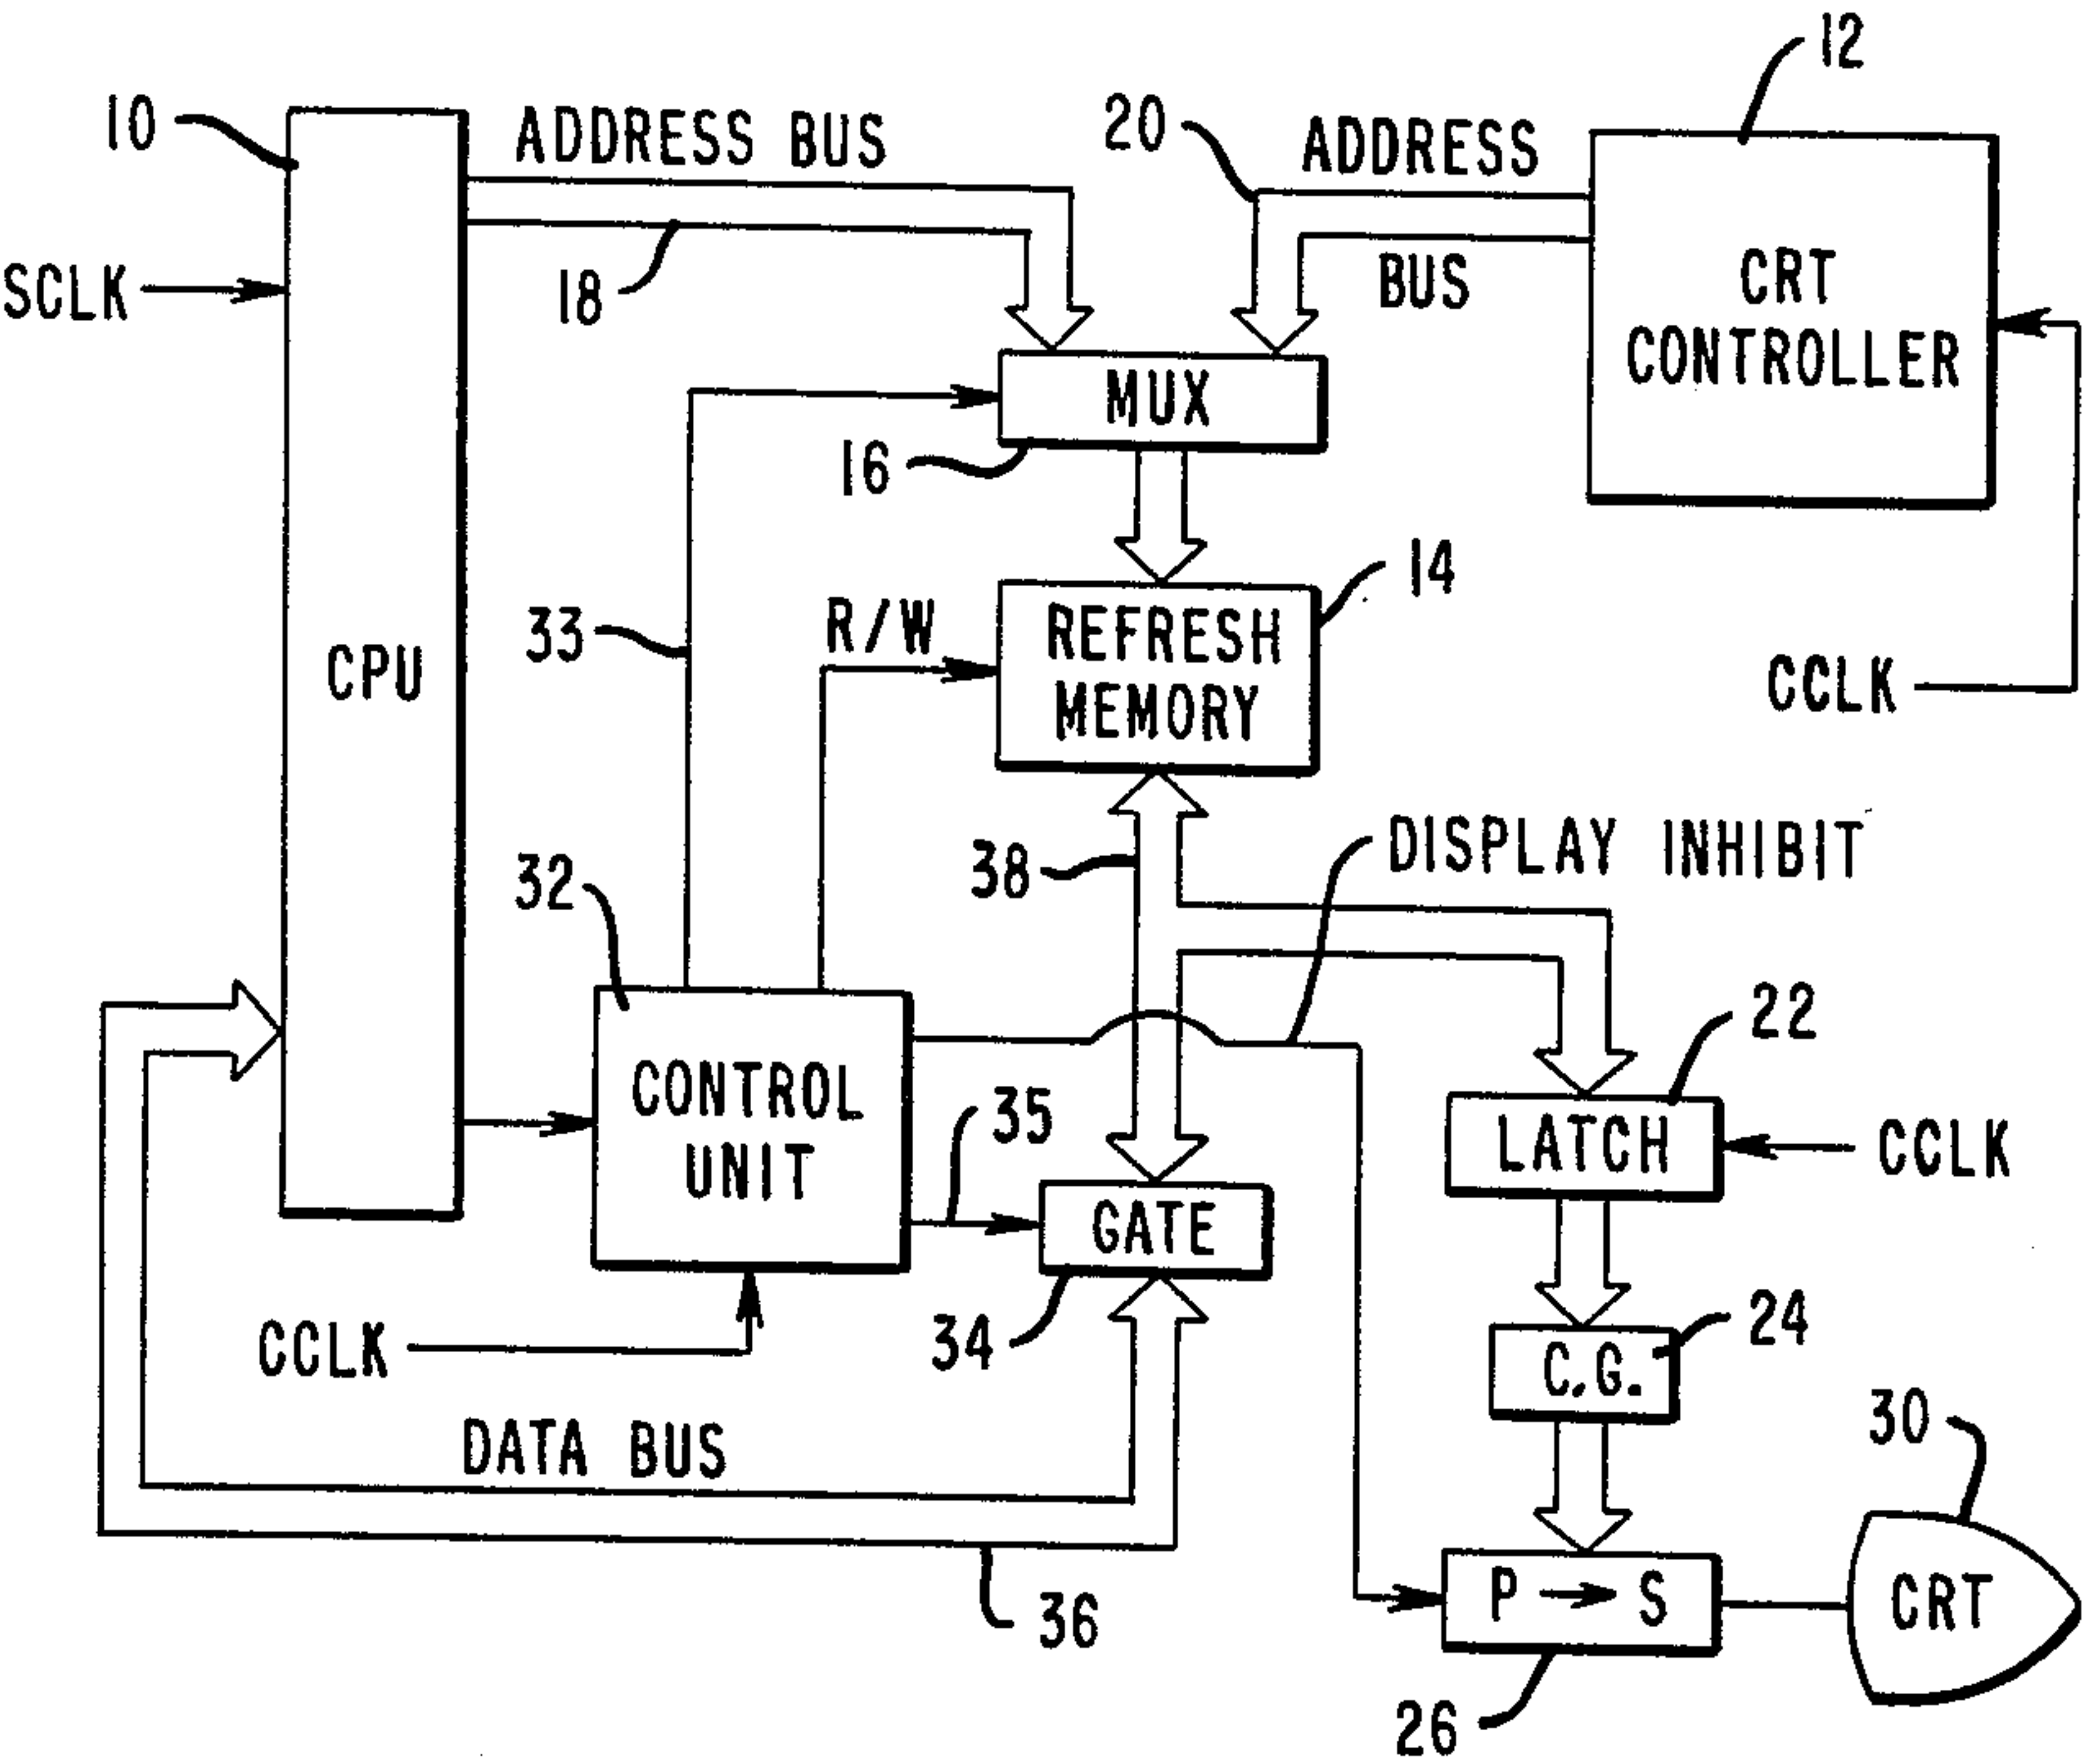 12
10
ADDRESS BUS
20
ADDRESS
BUS
SCLK
18
CRT
CONTROLLER
MUX
16
14
33
R/W
REFRESH
MEMORY
CPU
CCLK
38
DISPLAY INHIBIT
32
22
CONTROL
UNIT
35
LATCH
CCLK
GATE
34
24
CCLK
C.G.
30
DATA BUS
P → S
CRT
36
26